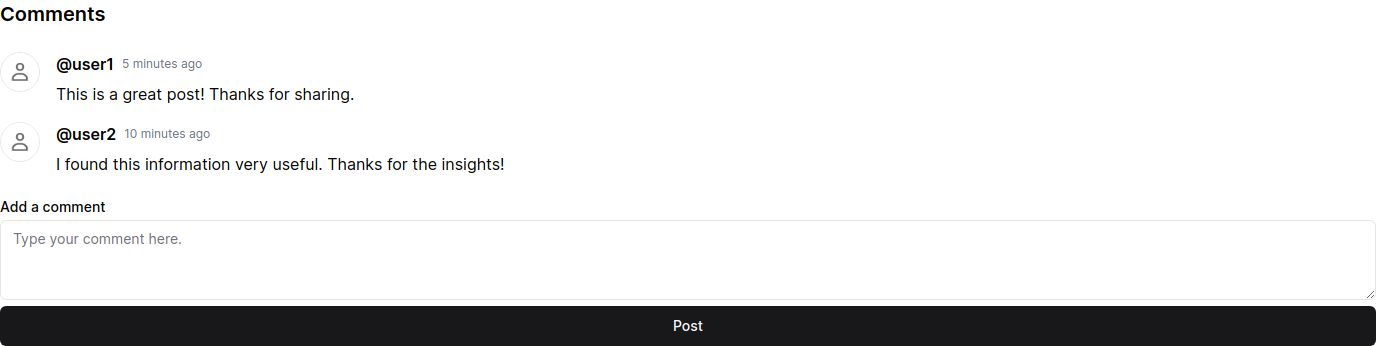 Comments
@user1 5 minutes ago
This is a great post! Thanks for sharing.
@user2 10 minutes ago
I found this information very useful. Thanks for the insights!
Add a comment
Type your comment here.
Post